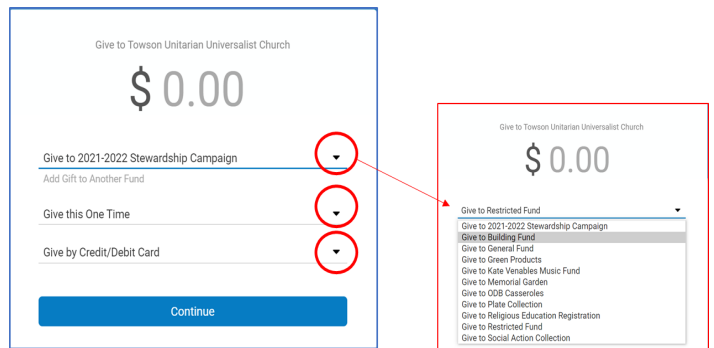 Give to Towson Unitarian Universalist Church
$ 0.00
Give to 2021-2022 Stewardship Campaign
Add Gift to Another Fund
Give this One Time
Give by Credit/Debit Card
Continue
Give to Towson Unitarian Universalist Church
$ 0.00
Give to Restricted Fund
Give to 2021-2022 Stewardship Campaign
Give to Building Fund
Give to General Fund
Give to Green Products
Give to Kate Venables Music Fund
Give to Memorial Garden
Give to ODB Casseroles
Give to Plate Collection
Give to Religious Education Registration
Give to Restricted Fund
Give to Social Action Collection